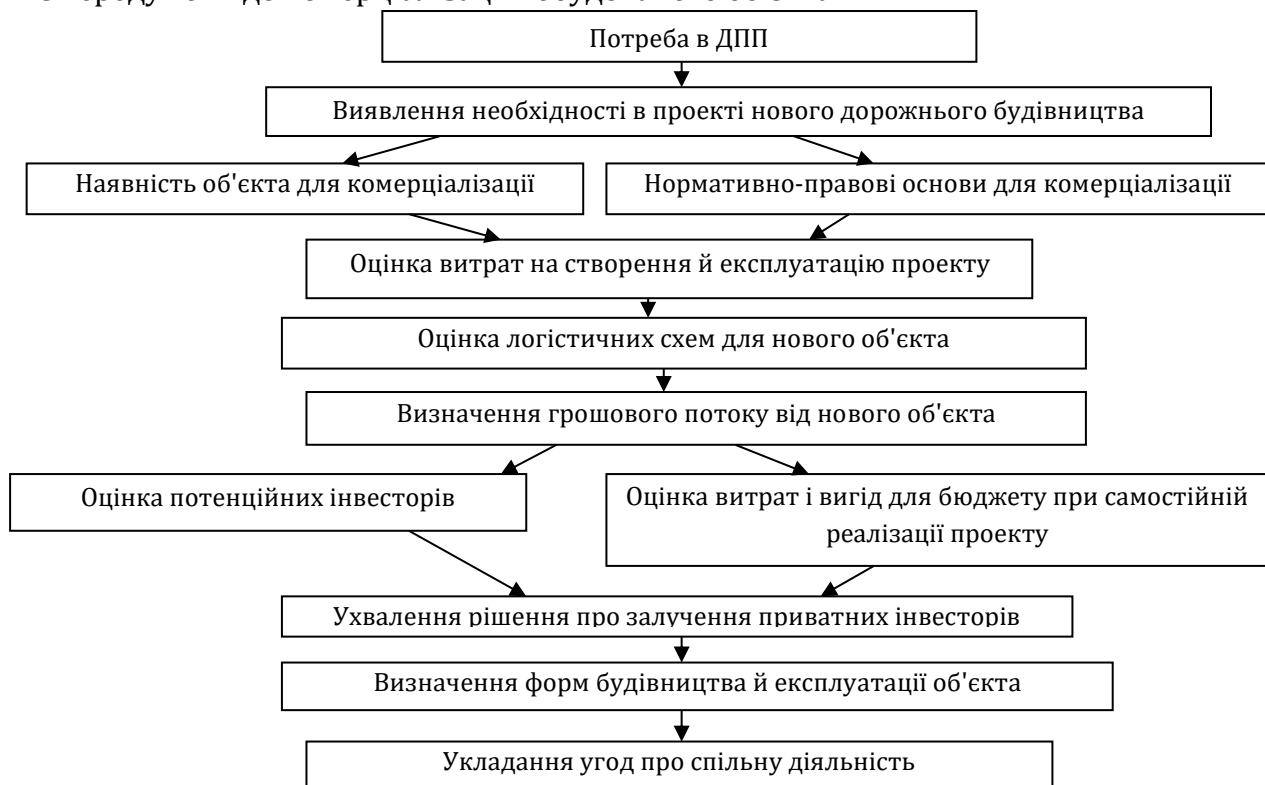 Потреба в ДПП
Виявлення необхідності в проекті нового дорожнього будівництва
Наявність об'єкта для комерціалізації
Нормативно-правові основи для комерціалізації
Оцінка витрат на створення й експлуатацію проекту
Оцінка логістичних схем для нового об'єкта
Визначення грошового потоку від нового об'єкта
Оцінка потенційних інвесторів
Оцінка витрат і вигід для бюджету при самостійній
реалізації проекту
Ухвалення рішення про залучення приватних інвесторів
Визначення форм будівництва й експлуатації об'єкта
Укладання угод про спільну діяльність